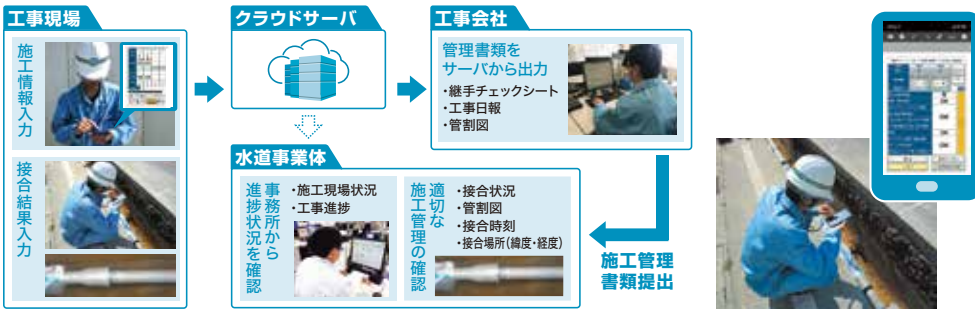 工事現場
施工情報入力
接合結果入力
クラウドサーバ
工事会社
管理書類を
サーバから出力
・継手チェックシート
・工事日報
・管割図
水道事業体
事務所から
進捗状況を確認
・施工現場状況
・工事進捗
適切な
施工管理の確認
・接合状況
・管割図
・接合時刻
・接合場所(緯度・経度)
施工管理
書類提出